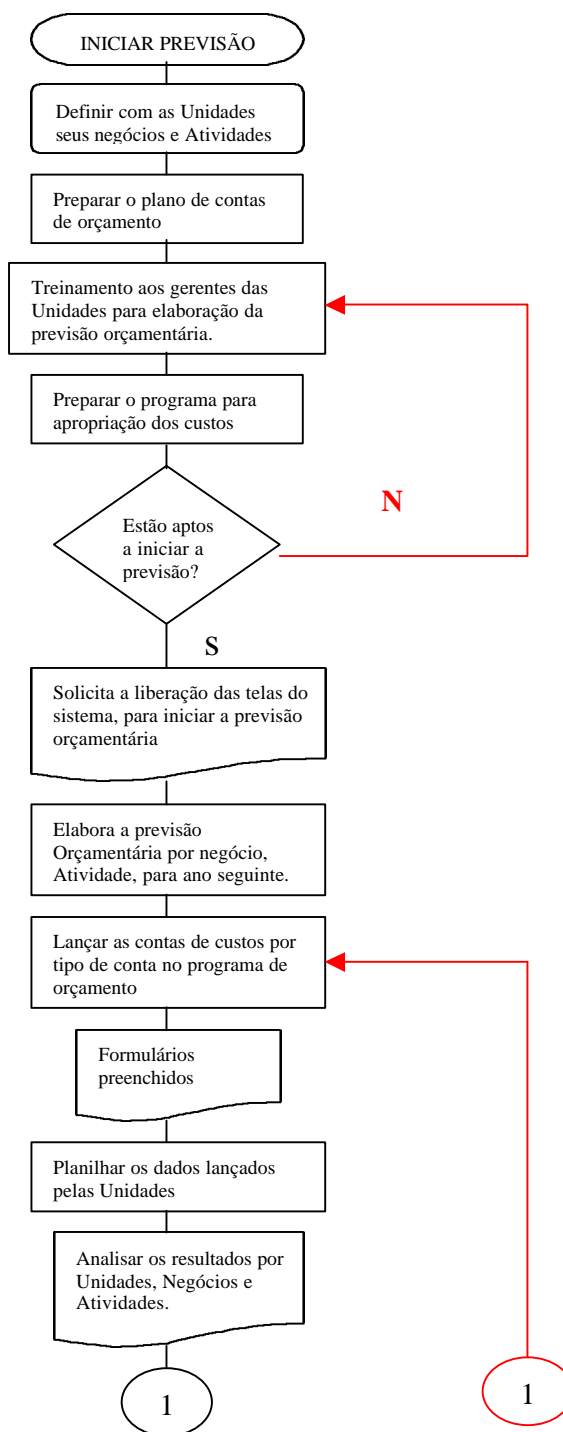 INICIAR PREVISÃO
Definir com as Unidades
seus negócios e Atividades
Preparar o plano de contas
de orçamento
Treinamento aos gerentes das
Unidades para elaboração da
previsão orçamentária.
Preparar o programa para
apropriação dos custos
N
Estão aptos
a iniciar a
previsão?
S
Solicita a liberação das telas do
sistema, para iniciar a previsão
orçamentária
Elabora a previsão
Orçamentária por negócio,
Atividade, para ano seguinte.
Lançar as contas de custos por
tipo de conta no programa de
orçamento
Formulários
preenchidos
Planilhar os dados lançados
pelas Unidades
Analisar os resultados por
Unidades, Negócios e
Atividades.
1
1